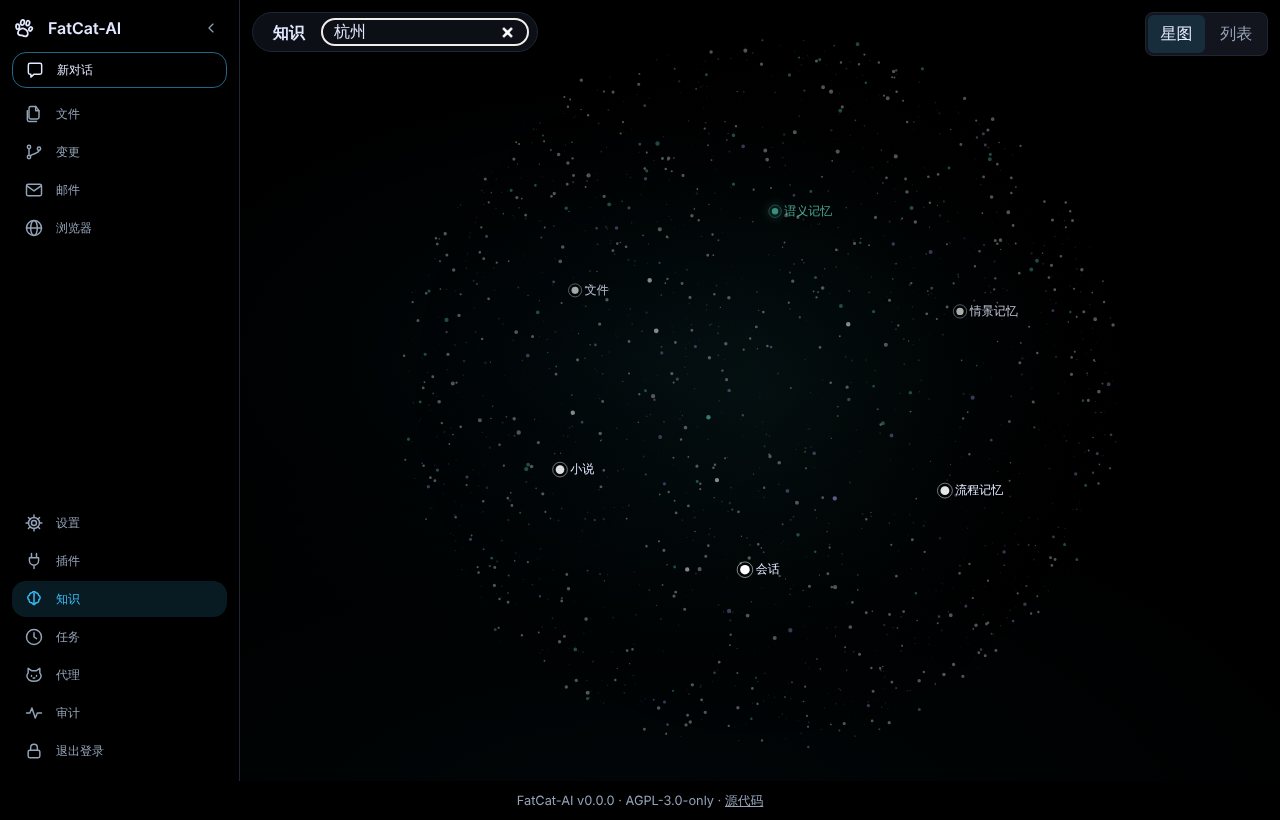 FatCat-AI
新对话
文件
变更
邮件
浏览器
设置
插件
知识
任务
代理
审计
退出登录
知识
杭州
星图
列表
语义记忆
文件
情景记忆
小说
流程记忆
会话
FatCat-AI v0.0.0 · AGPL-3.0-only · 源代码